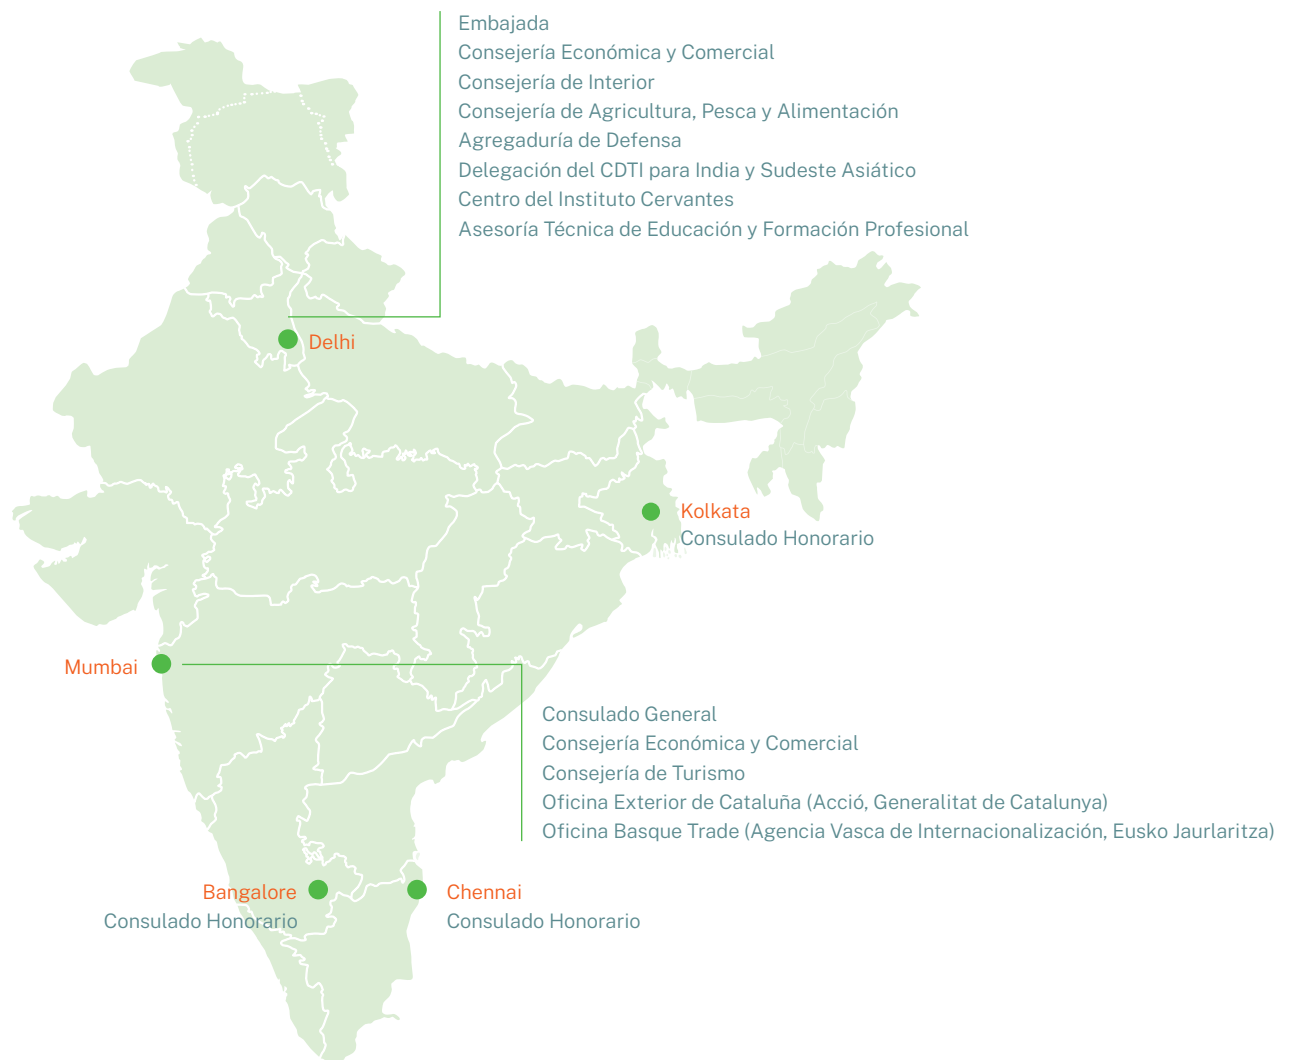 Embajada
Consejería Económica y Comercial
Consejería de Interior
Consejería de Agricultura, Pesca y Alimentación
Agregaduría de Defensa
Delegación del CDTI para India y Sudeste Asiático
Centro del Instituto Cervantes
Asesoría Técnica de Educación y Formación Profesional
Delhi
Kolkata
Consulado Honorario
Mumbai
Consulado General
Consejería Económica y Comercial
Consejería de Turismo
Oficina Exterior de Cataluña (Acció, Generalitat de Catalunya)
Oficina Basque Trade (Agencia Vasca de Internacionalización, Eusko Jaurlaritza)
Bangalore
Consulado Honorario
Chennai
Consulado Honorario